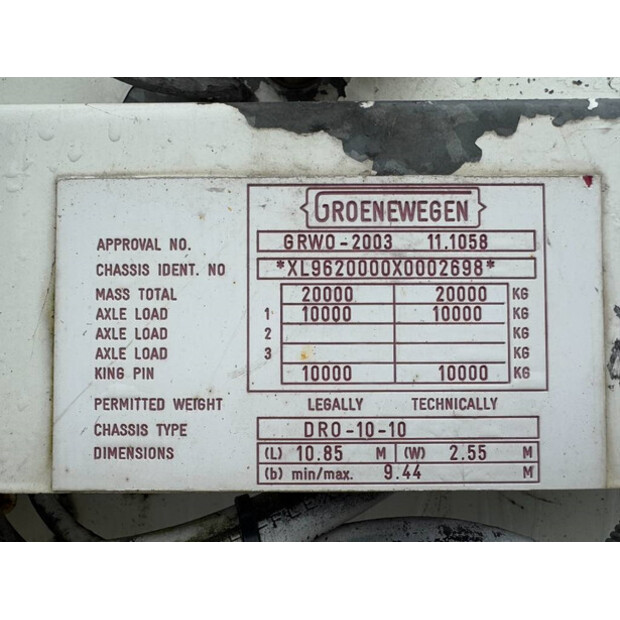 GROENEWEGEN
APPROVAL NO. GRWO-2003 11.1058
CHASSIS IDENT. NO *XL9620000X0002698*
MASS TOTAL 20000 20000 KG
AXLE LOAD 1 10000 10000 KG
AXLE LOAD 2 KG
AXLE LOAD 3 KG
KING PIN 10000 10000 KG
PERMITTED WEIGHT LEGALLY TECHNICALLY
CHASSIS TYPE DRO-10-10
DIMENSIONS (L) 10.85 M (W) 2.55 M
(b) min/max. 9.44 M